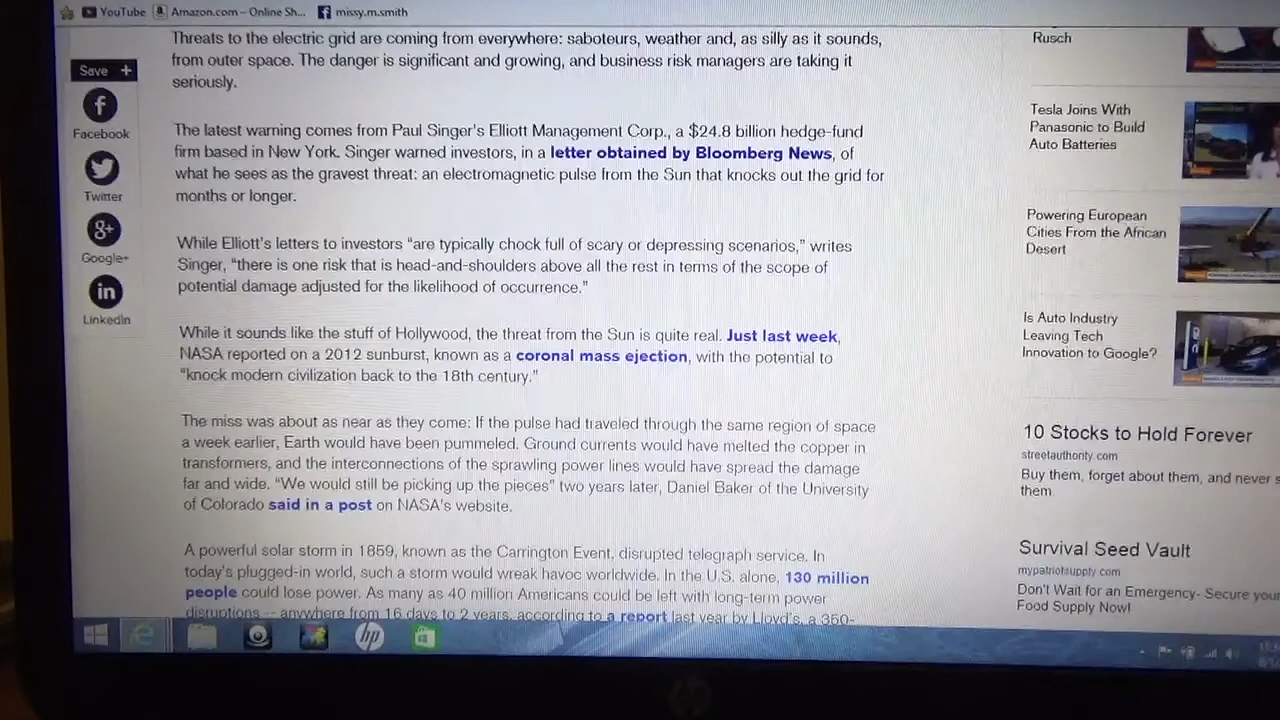 YouTube
Amazon.com – Online Sh...
missy.m.smith
Save +
Facebook
Twitter
Google+
LinkedIn
Threats to the electric grid are coming from everywhere: saboteurs, weather and, as silly as it sounds,
from outer space. The danger is significant and growing, and business risk managers are taking it
seriously.
The latest warning comes from Paul Singer's Elliott Management Corp., a $24.8 billion hedge-fund
firm based in New York. Singer warned investors, in a letter obtained by Bloomberg News, of
what he sees as the gravest threat: an electromagnetic pulse from the Sun that knocks out the grid for
months or longer.
While Elliott's letters to investors “are typically chock full of scary or depressing scenarios,” writes
Singer, “there is one risk that is head-and-shoulders above all the rest in terms of the scope of
potential damage adjusted for the likelihood of occurrence.”
While it sounds like the stuff of Hollywood, the threat from the Sun is quite real. Just last week,
NASA reported on a 2012 sunburst, known as a coronal mass ejection, with the potential to
“knock modern civilization back to the 18th century.”
The miss was about as near as they come: If the pulse had traveled through the same region of space
a week earlier, Earth would have been pummeled. Ground currents would have melted the copper in
transformers, and the interconnections of the sprawling power lines would have spread the damage
far and wide. “We would still be picking up the pieces” two years later, Daniel Baker of the University
of Colorado said in a post on NASA's website.
A powerful solar storm in 1859, known as the Carrington Event, disrupted telegraph service. In
today's plugged-in world, such a storm would wreak havoc worldwide. In the U.S. alone, 130 million
people could lose power. As many as 40 million Americans could be left with long-term power
disruptions -- anywhere from 16 days to 2 years, according to a report last year by Lloyd's, a 350-
Rusch
Tesla Joins With
Panasonic to Build
Auto Batteries
Powering European
Cities From the African
Desert
Is Auto Industry
Leaving Tech
Innovation to Google?
10 Stocks to Hold Forever
streetauthority.com
Buy them, forget about them, and never
them
Survival Seed Vault
mypatriotsupply.com
Don't Wait for an Emergency- Secure your
Food Supply Now!
hp